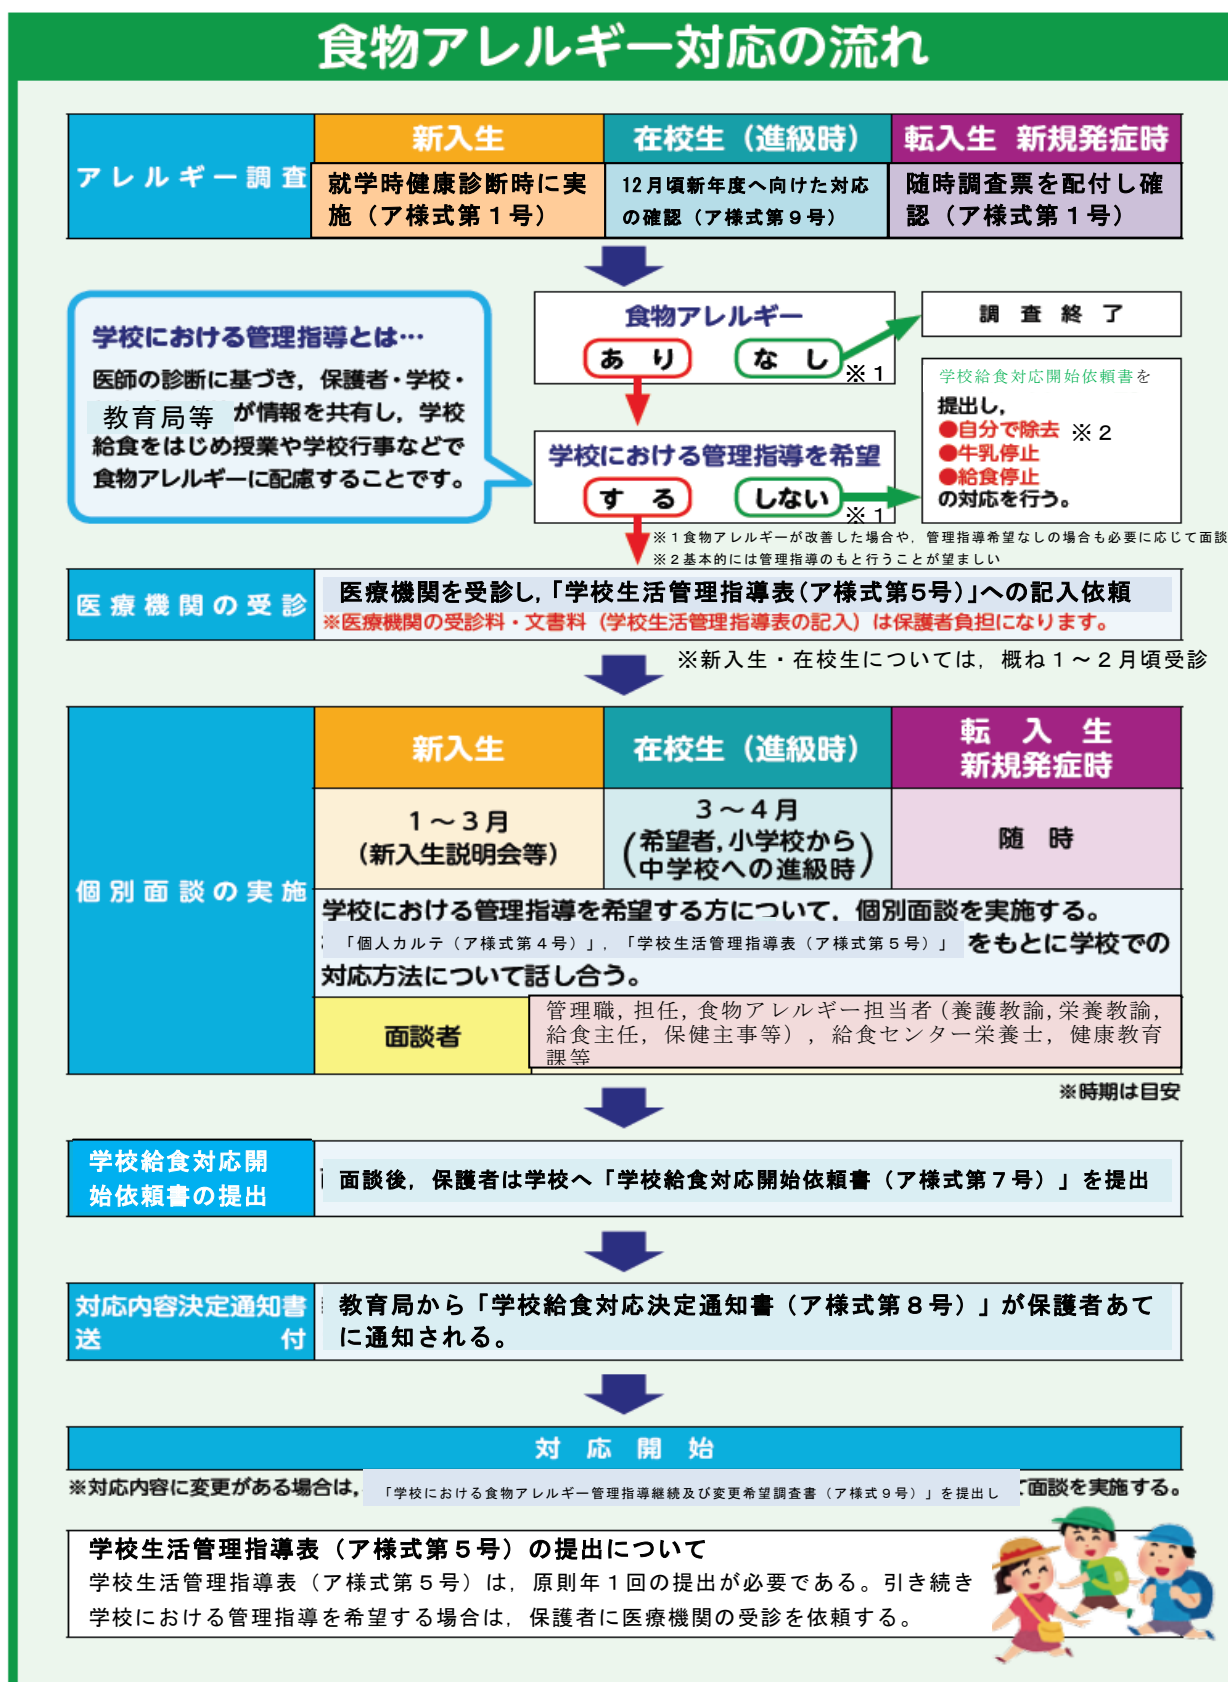 食物アレルギー対応の流れ
アレルギー調査
新入生
在校生（進級時）
転入生 新規発症時
就学時健康診断時に実
施（ア様式第１号）
12月頃新年度へ向けた対応
の確認（ア様式第９号）
随時調査票を配付し確
認（ア様式第１号）
学校における管理指導とは…
医師の診断に基づき，保護者・学校・
教育局等 が情報を共有し，学校
給食をはじめ授業や学校行事などで
食物アレルギーに配慮することです。
食物アレルギー
あ り
な し
※１
調 査 終 了
学校における管理指導を希望
す る
しない
※１
学校給食対応開始依頼書を
提出し，
●自分で除去 ※２
●牛乳停止
●給食停止
の対応を行う。
※１食物アレルギーが改善した場合や，管理指導希望なしの場合も必要に応じて面談
※２基本的には管理指導のもと行うことが望ましい
医療機関の受診
医療機関を受診し，「学校生活管理指導表（ア様式第5号）」への記入依頼
※医療機関の受診料・文書料（学校生活管理指導表の記入）は保護者負担になります。
※新入生・在校生については，概ね１～２月頃受診
個別面談の実施
新入生
在校生（進級時）
転 入 生
新規発症時
１～３月
（新入生説明会等）
３～４月
（希望者，小学校から
中学校への進級時）
随 時
学校における管理指導を希望する方について，個別面談を実施する。
「個人カルテ（ア様式第４号）」，「学校生活管理指導表（ア様式第５号）」 をもとに学校での
対応方法について話し合う。
面談者
管理職，担任，食物アレルギー担当者（養護教諭，栄養教諭，
給食主任，保健主事等），給食センター栄養士，健康教育
課等
※時期は目安
学校給食対応開
始依頼書の提出
面談後，保護者は学校へ「学校給食対応開始依頼書（ア様式第７号）」を提出
対応内容決定通知書
送 付
教育局から「学校給食対応決定通知書（ア様式第８号）」が保護者あて
に通知される。
対 応 開 始
※対応内容に変更がある場合は，「学校における食物アレルギー管理指導継続及び変更希望調査書（ア様式９号）」を提出し て面談を実施する。
学校生活管理指導表（ア様式第５号）の提出について
学校生活管理指導表（ア様式第５号）は，原則年１回の提出が必要である。引き続き
学校における管理指導を希望する場合は，保護者に医療機関の受診を依頼する。